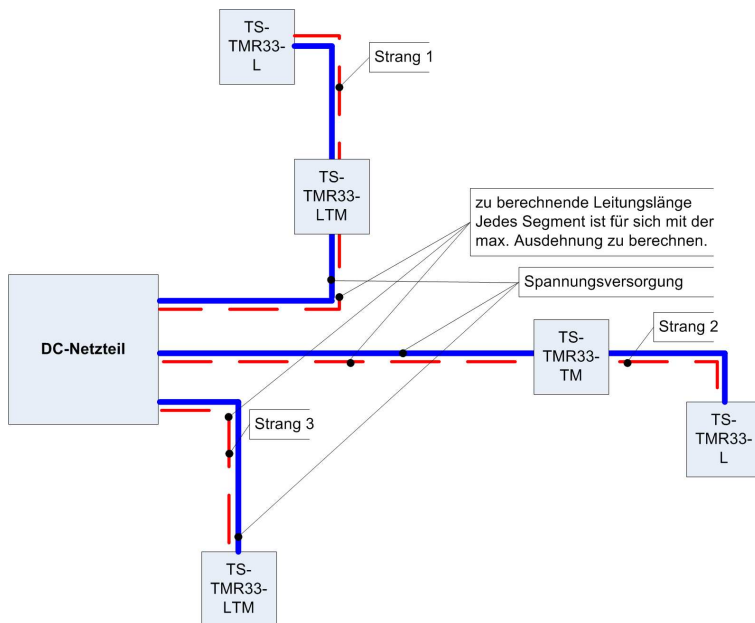 TS-
TMR33-
L
Strang 1
TS-
TMR33-
LTM
zu berechnende Leitungslänge
Jedes Segment ist für sich mit der
max. Ausdehnung zu berechnen.
Spannungsversorgung
DC-Netzteil
TS-
TMR33-
TM
Strang 2
TS-
TMR33-
L
Strang 3
TS-
TMR33-
LTM